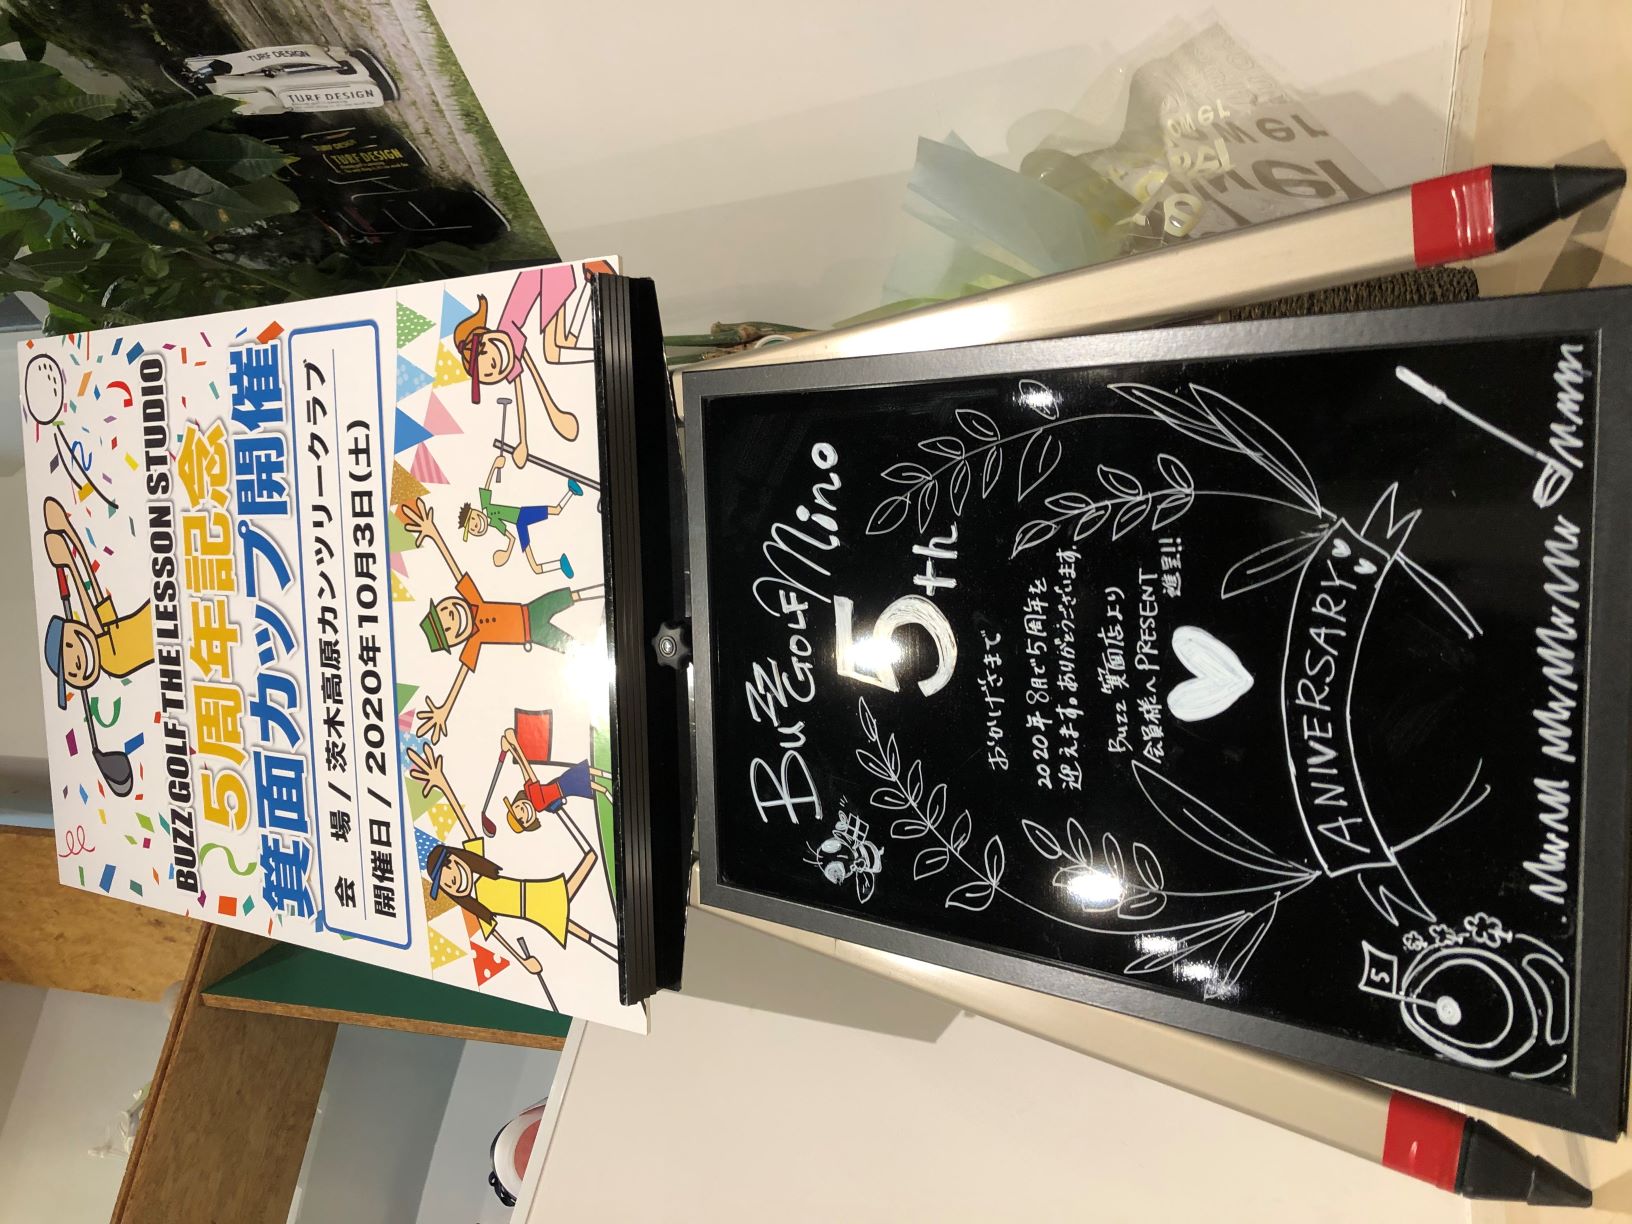 BUZZ GOLF THE LESSON STUDIO
5周年記念
箕面カップ開催
会 場 / 茨木高原カンツリークラブ
開催日 / 2020年10月3日(土)
TURF DESIGN
TURF DESIGN
TURF DESIGN
TURF DESIGN
Buzz GOLF Mino
5th
おかげさまで
2020年 8月で5周年を
迎えます。ありがとうございます。
Buzz 箕面店より
会員様へPRESENT
進呈!!
ANIVERSARY
5